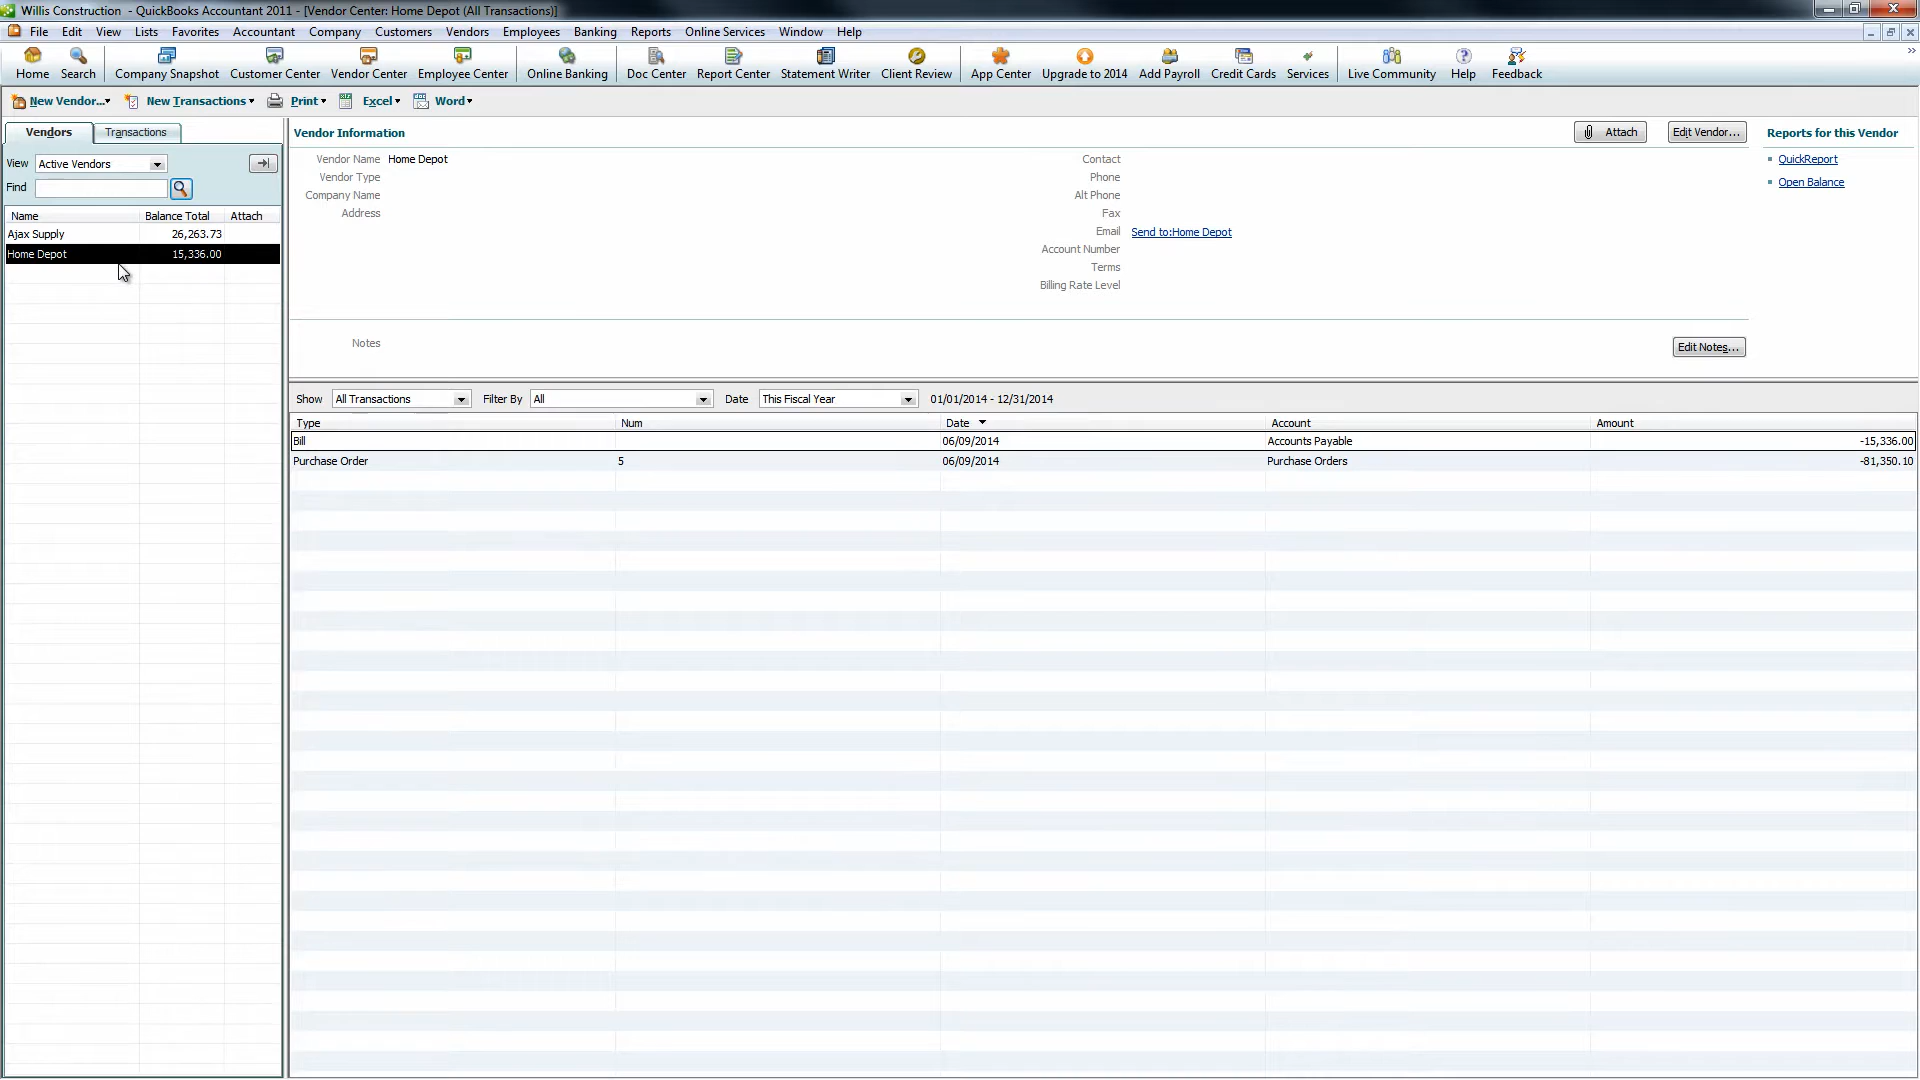 Willis Construction - QuickBooks Accountant 2011 - [Vendor Center: Home Depot (All Transactions)]
File Edit View Lists Favorites Accountant Company Customers Vendors Employees Banking Reports Online Services Window Help
Home Search Company Snapshot Customer Center Vendor Center Employee Center Online Banking Doc Center Report Center Statement Writer Client Review App Center Upgrade to 2014 Add Payroll Credit Cards Services Live Community Help Feedback
New Vendor... New Transactions Print Excel Word
Vendors Transactions
View Active Vendors
Find
Name Balance Total Attach
Ajax Supply 26,263.73
Home Depot 15,336.00
Vendor Information Attach Edit Vendor...
Vendor Name Home Depot Contact
Vendor Type Phone
Company Name Alt Phone
Address Fax
Email Send to:Home Depot
Account Number
Terms
Billing Rate Level
Notes Edit Notes...
Reports for this Vendor
QuickReport
Open Balance
Show All Transactions Filter By All Date This Fiscal Year 01/01/2014 - 12/31/2014
Type Num Date Account Amount
Bill 06/09/2014 Accounts Payable -15,336.00
Purchase Order 5 06/09/2014 Purchase Orders -81,350.10